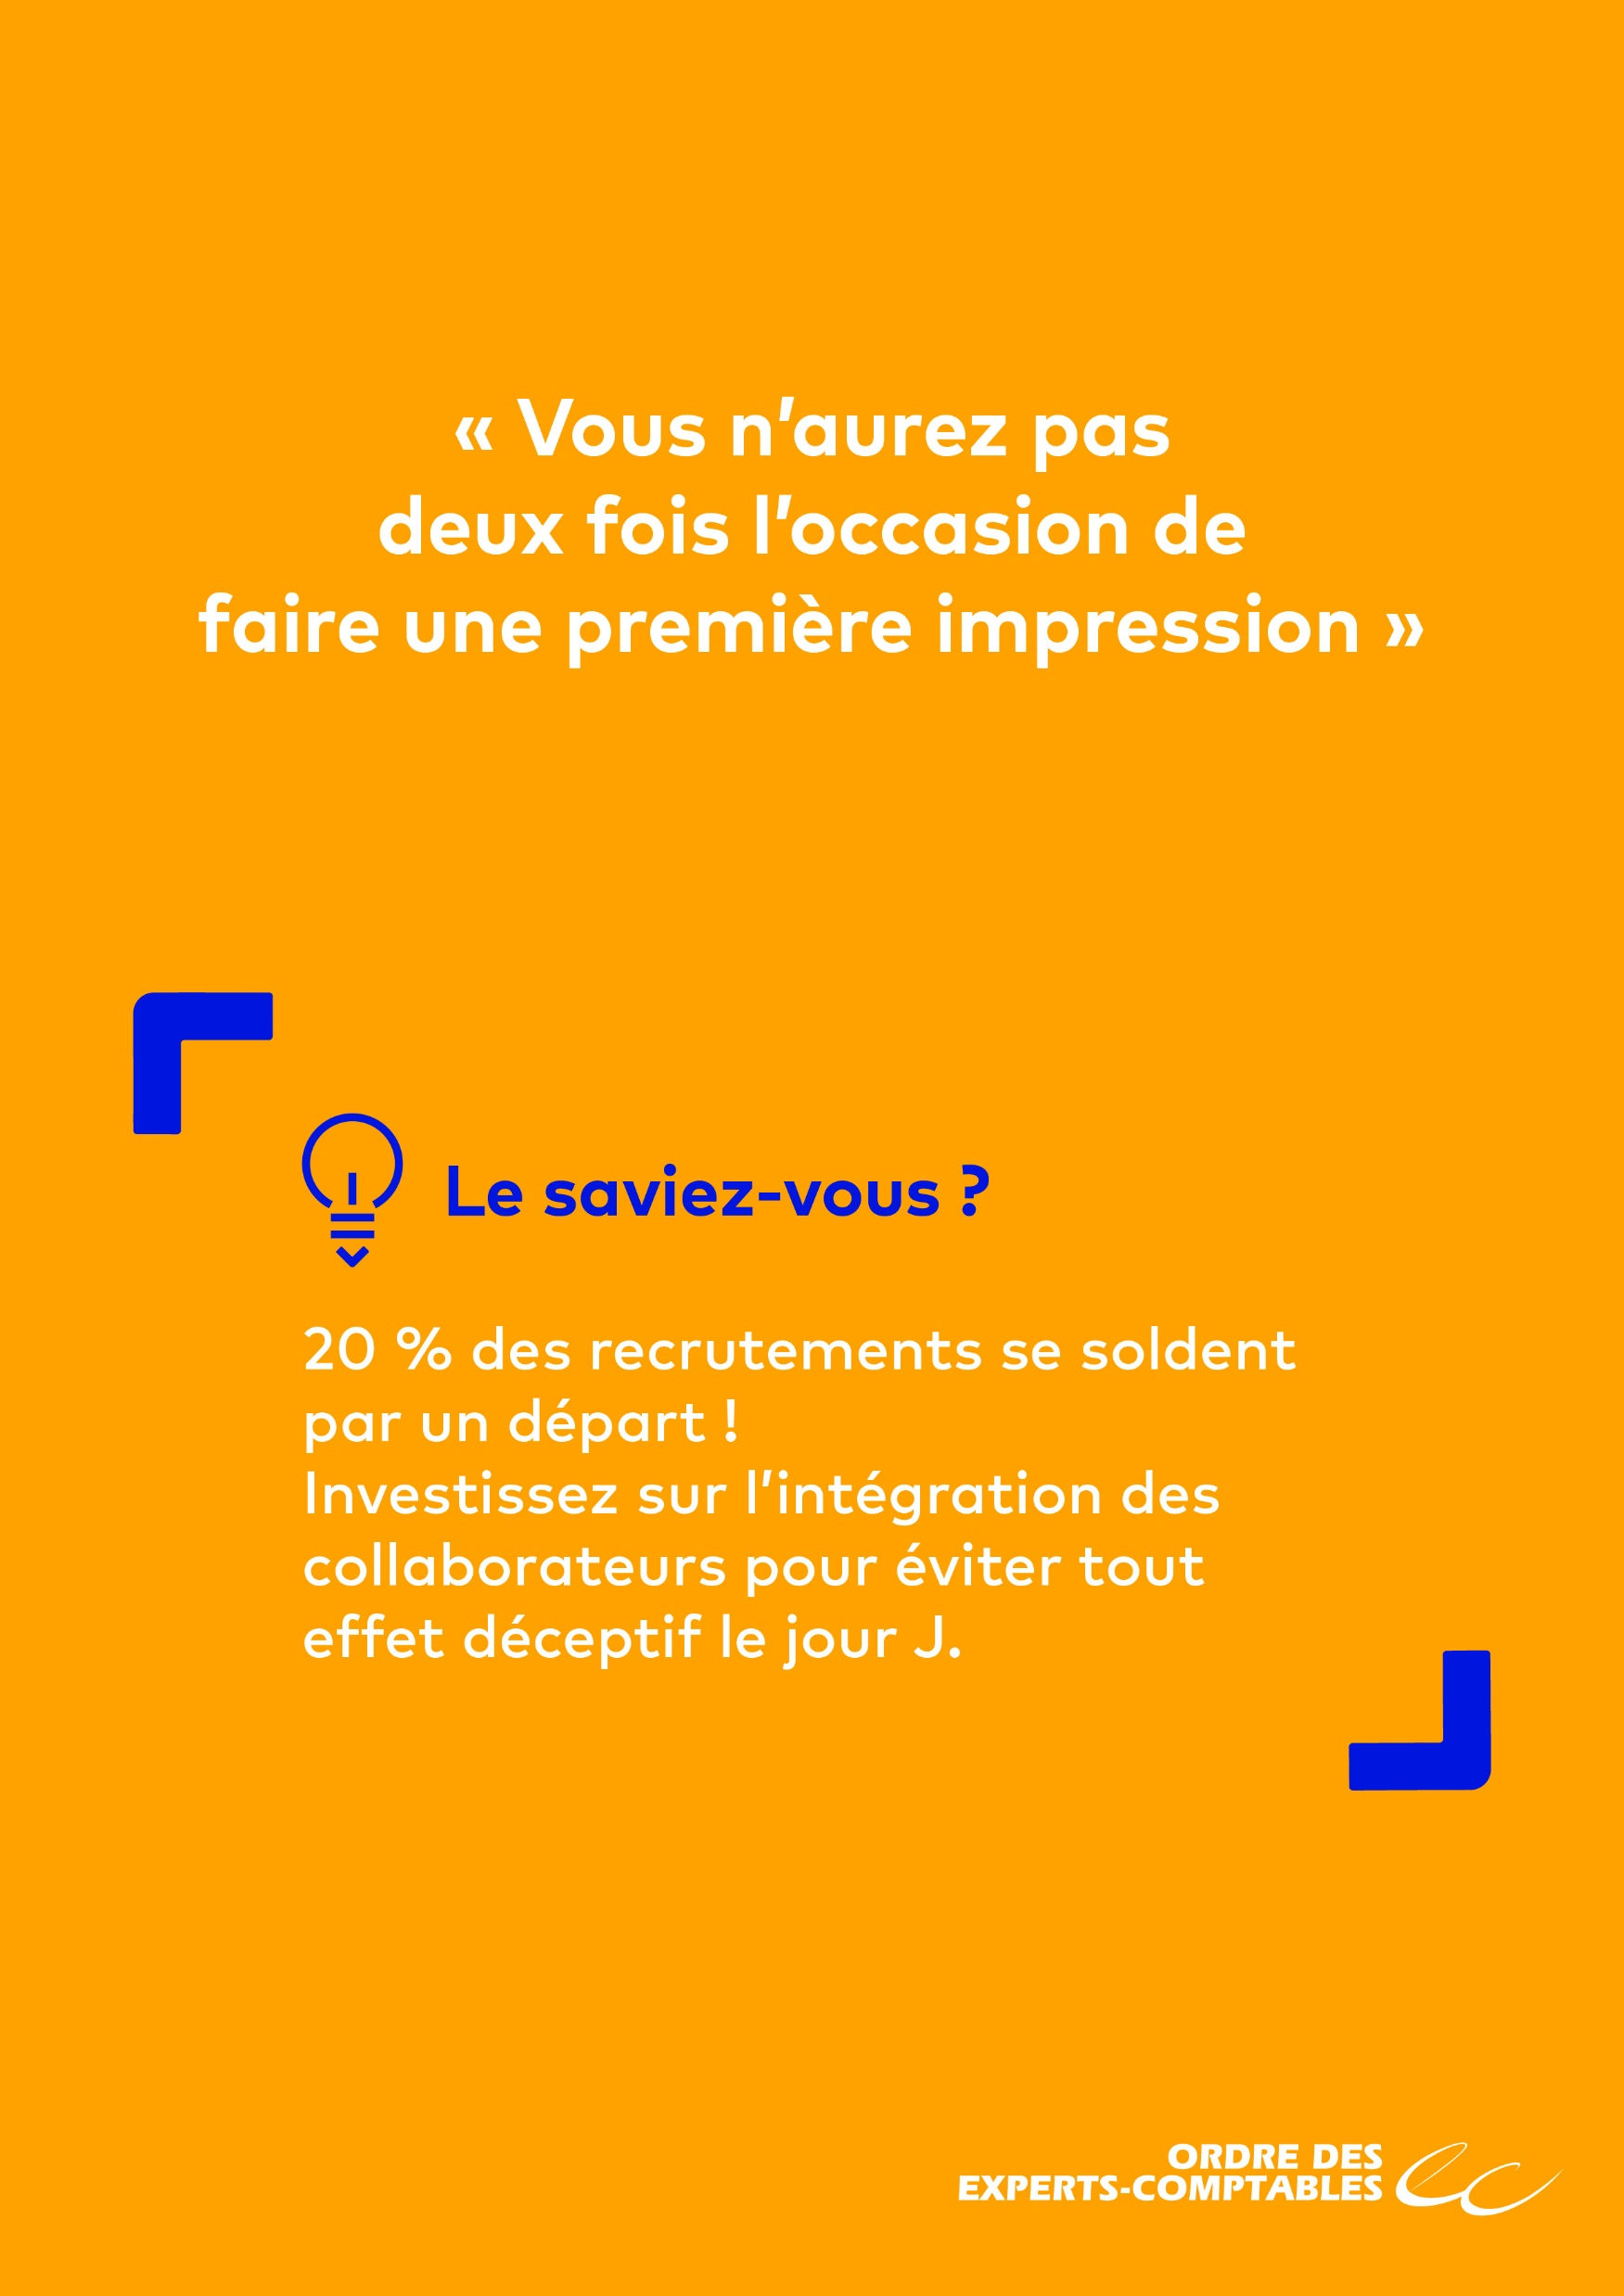 « Vous n’aurez pas
deux fois l’occasion de
faire une première impression »
Le saviez-vous ?
20 % des recrutements se soldent
par un départ !
Investissez sur l’intégration des
collaborateurs pour éviter tout
effet déceptif le jour J.
ORDRE DES
EXPERTS-COMPTABLES
ec